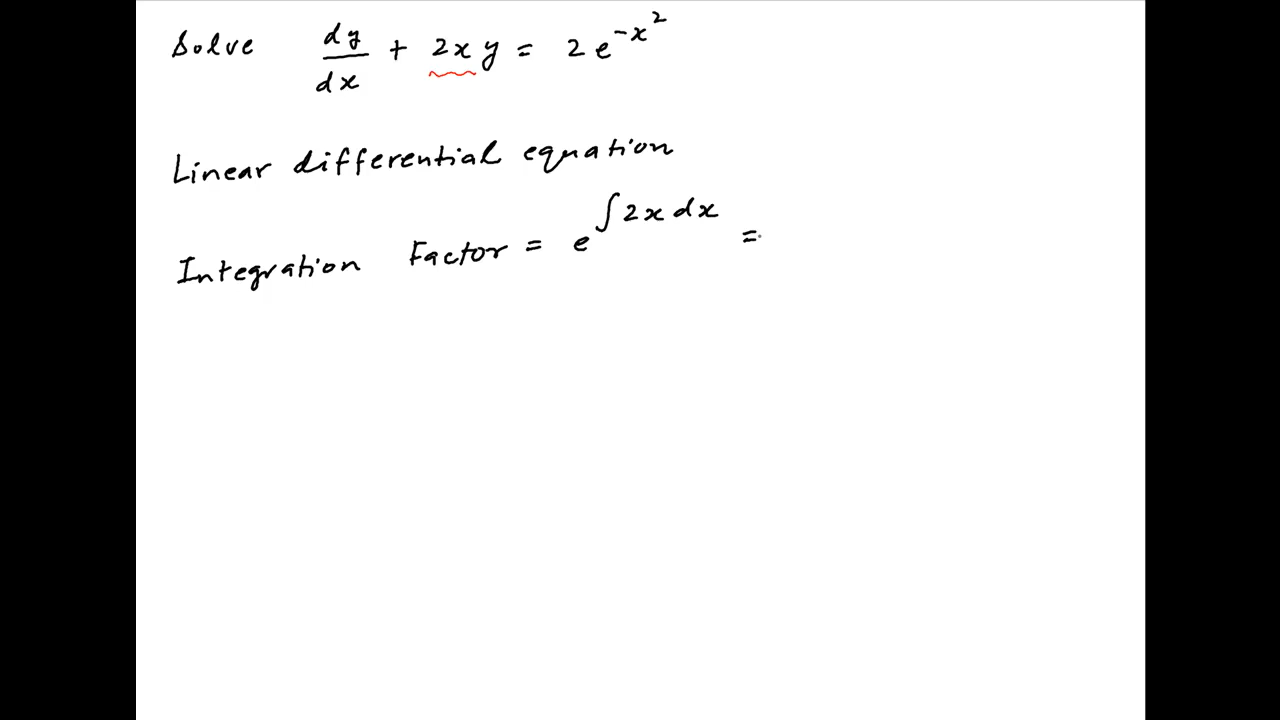 Solve dy/dx + 2xy = 2e^{-x^2}
Linear differential equation
Integration Factor = e^{∫2x dx} =